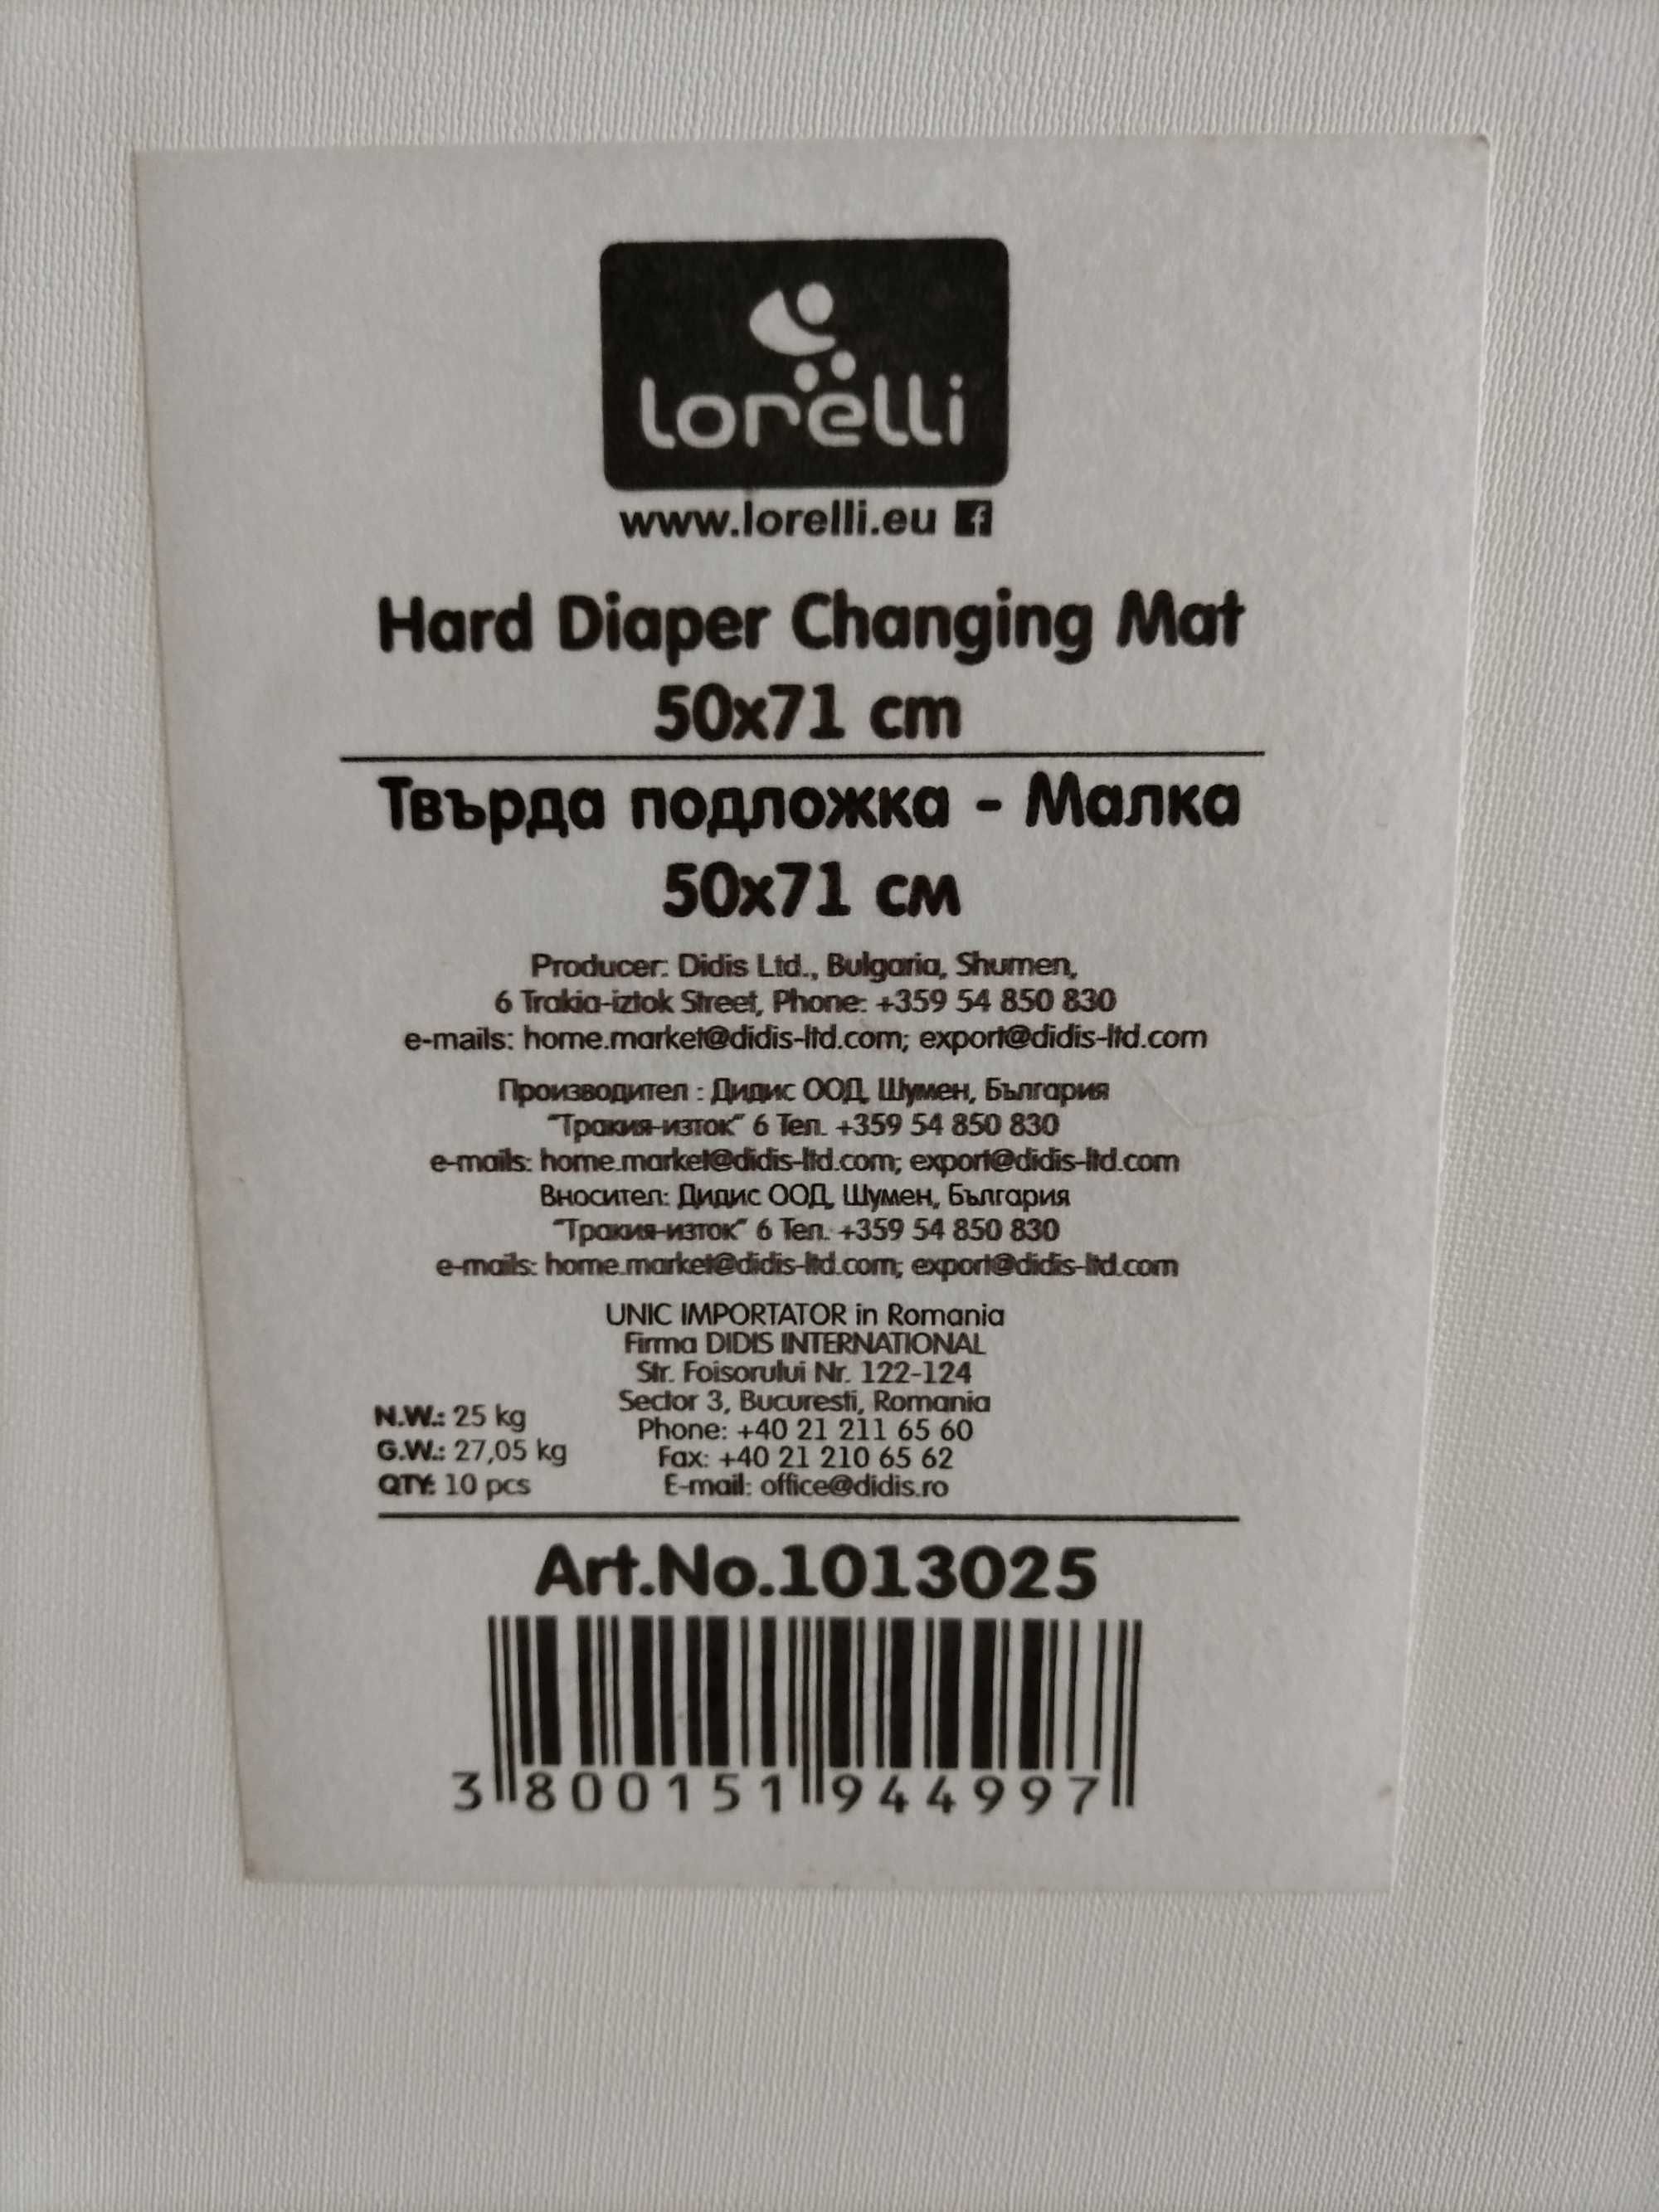 lorelli
www.lorelli.eu
Hard Diaper Changing Mat
50x71 cm
Твърда подложка - Малка
50x71 см
Producer: Didis Ltd., Bulgaria, Shumen,
6 Trakia-iztok Street, Phone: +359 54 850 830
e-mails: home.market@didis-ltd.com; export@didis-ltd.com
Производител : Дидис ООД, Шумен, България
"Тракия-изток" 6 Тел. +359 54 850 830
e-mails: home.market@didis-ltd.com; export@didis-ltd.com
Вносител: Дидис ООД, Шумен, България
"Тракия-изток" 6 Тел. +359 54 850 830
e-mails: home.market@didis-ltd.com; export@didis-ltd.com
UNIC IMPORTATOR in Romania
Firma DIDIS INTERNATIONAL
Str. Foisorului Nr. 122-124
Sector 3, Bucuresti, Romania
Phone: +40 21 211 65 60
Fax: +40 21 210 65 62
E-mail: office@didis.ro
N.W.: 25 kg
G.W.: 27,05 kg
QTY: 10 pcs
Art.No.1013025
3 800151 944997